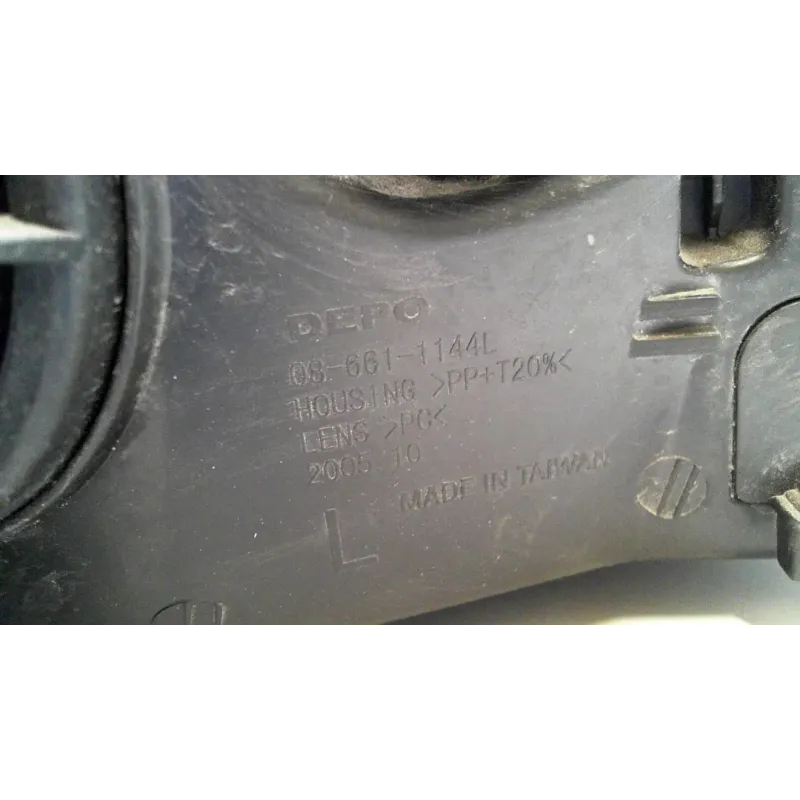 DEPO
08-661-1144L
HOUSING >PP+T20%<
LENS >PC<
2005 10
MADE IN TAIWAN
L